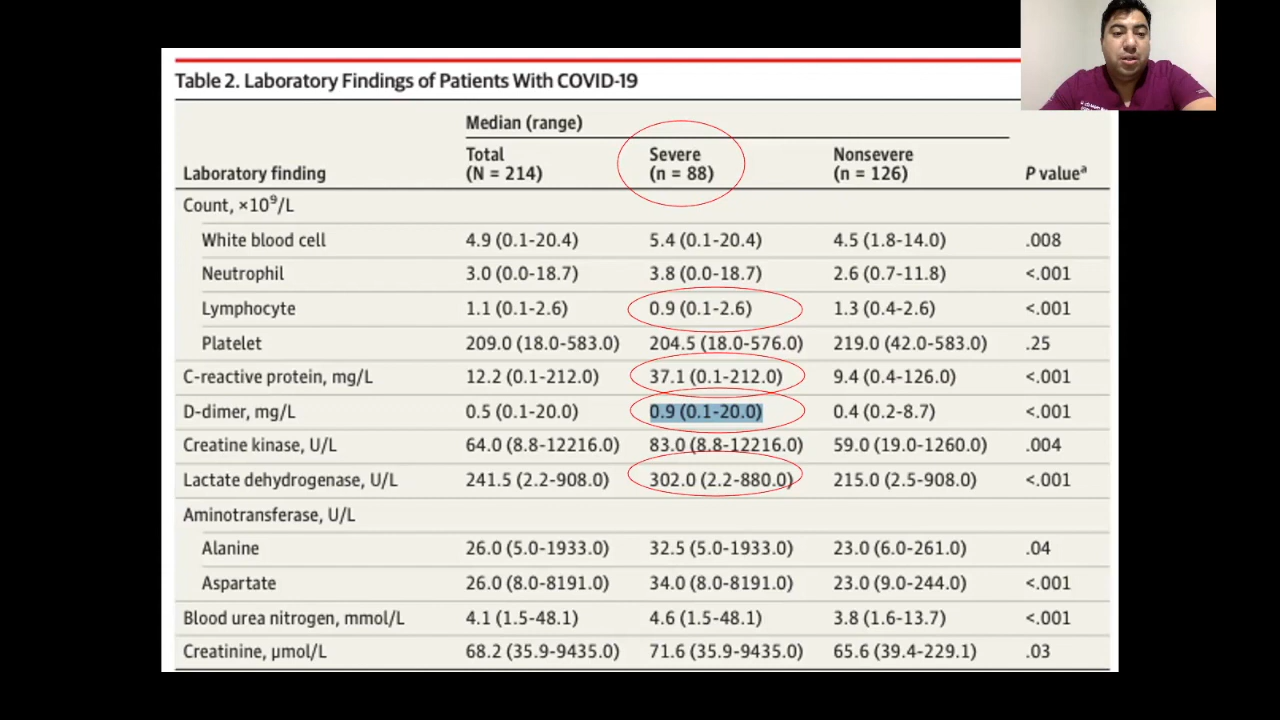 Table 2. Laboratory Findings of Patients With COVID-19
Median (range)
Laboratory finding Total (N = 214) Severe (n = 88) Nonsevere (n = 126) P valueᵃ
Count, ×10⁹/L
White blood cell 4.9 (0.1-20.4) 5.4 (0.1-20.4) 4.5 (1.8-14.0) .008
Neutrophil 3.0 (0.0-18.7) 3.8 (0.0-18.7) 2.6 (0.7-11.8) <.001
Lymphocyte 1.1 (0.1-2.6) 0.9 (0.1-2.6) 1.3 (0.4-2.6) <.001
Platelet 209.0 (18.0-583.0) 204.5 (18.0-576.0) 219.0 (42.0-583.0) .25
C-reactive protein, mg/L 12.2 (0.1-212.0) 37.1 (0.1-212.0) 9.4 (0.4-126.0) <.001
D-dimer, mg/L 0.5 (0.1-20.0) 0.9 (0.1-20.0) 0.4 (0.2-8.7) <.001
Creatine kinase, U/L 64.0 (8.8-12216.0) 83.0 (8.8-12216.0) 59.0 (19.0-1260.0) .004
Lactate dehydrogenase, U/L 241.5 (2.2-908.0) 302.0 (2.2-880.0) 215.0 (2.5-908.0) <.001
Aminotransferase, U/L
Alanine 26.0 (5.0-1933.0) 32.5 (5.0-1933.0) 23.0 (6.0-261.0) .04
Aspartate 26.0 (8.0-8191.0) 34.0 (8.0-8191.0) 23.0 (9.0-244.0) <.001
Blood urea nitrogen, mmol/L 4.1 (1.5-48.1) 4.6 (1.5-48.1) 3.8 (1.6-13.7) <.001
Creatinine, μmol/L 68.2 (35.9-9435.0) 71.6 (35.9-9435.0) 65.6 (39.4-229.1) .03